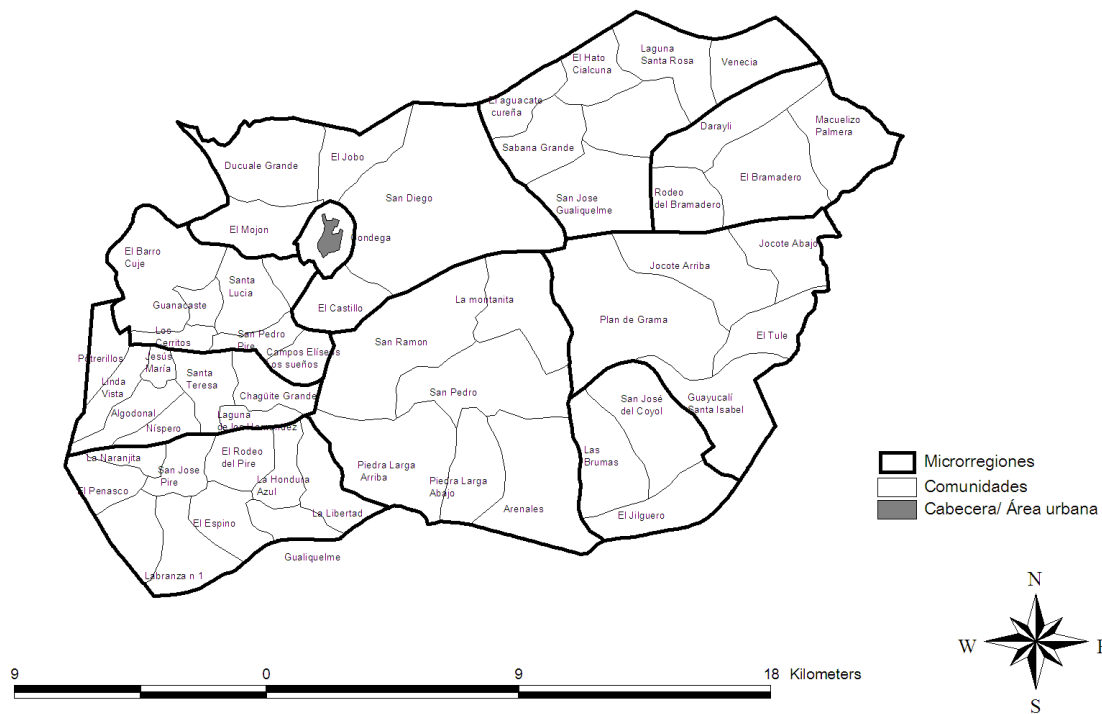 El Hato
Cialcuna
Laguna
Santa Rosa
Venecia
El aguacate
cureña
Darayli
Macuelizo
Palmera
Sabana Grande
El Jobo
Ducuale Grande
El Bramadero
San Diego
San Jose
Gualiquelme
Rodeo
del Bramadero
El Mojon
Condega
El Barro
Cuje
Jocote Abajo
Jocote Arriba
Santa
Lucia
Guanacaste
El Castillo
La montanita
Plan de Grama
Los
Cerritos
San Pedro
Pire
San Ramon
El Tule
Potrerillos
Jesús
María
Campos Elíseos
los sueños
Linda
Vista
Santa
Teresa
Chagüite Grande
San Pedro
San José
del Coyol
Guayucalí
Santa Isabel
Algodonal
Níspero
Laguna
de los Hernández
La Naranjita
San Jose
Pire
El Rodeo
del Pire
Las
Brumas
Piedra Larga
Arriba
El Penasco
La Hondura
Azul
Piedra Larga
Abajo
Arenales
La Libertad
El Jilguero
El Espino
Gualiquelme
Labranza n 1
Microrregiones
Comunidades
Cabecera/ Área urbana
N
W
E
S
9 0 9 18 Kilometers